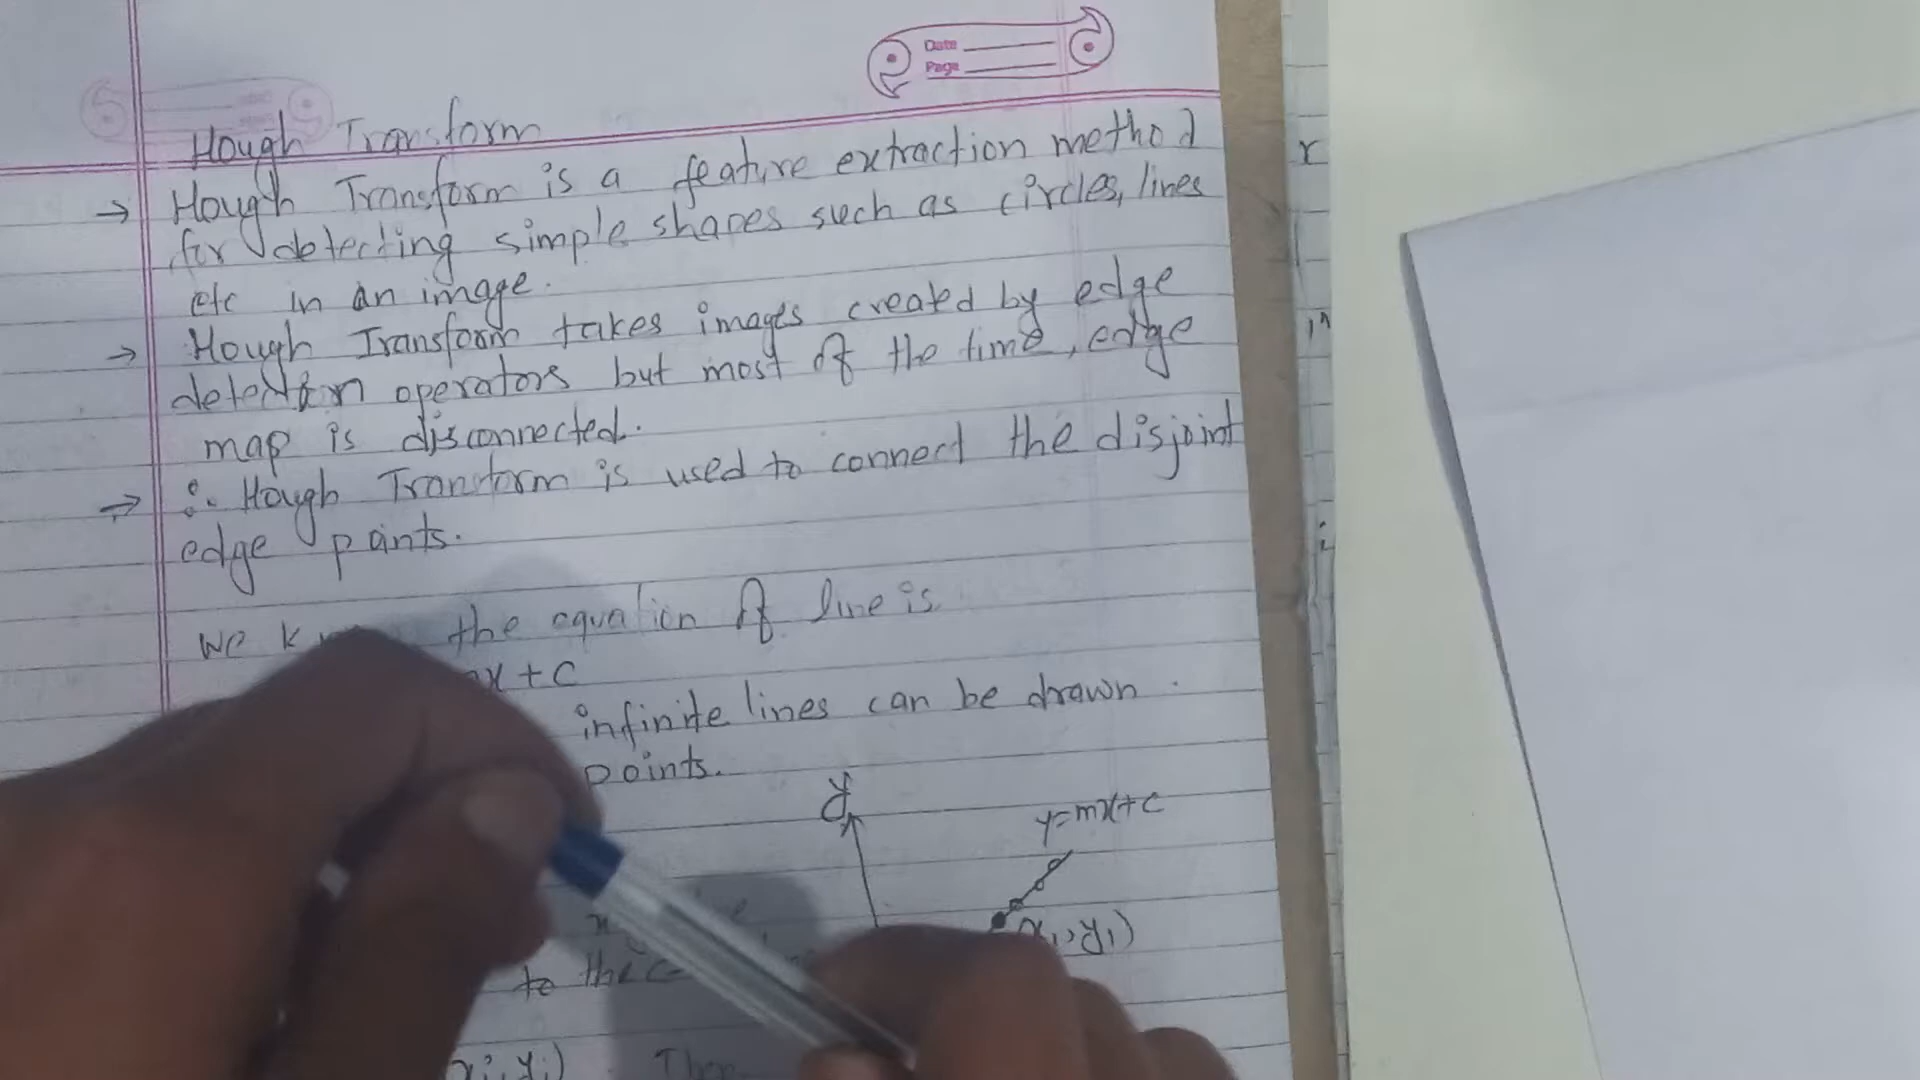 Date
Page
Hough Transform
→ Hough Transform is a feature extraction method
for detecting simple shapes such as circles, lines
etc in an image.
→ Hough Transform takes images created by edge
detection operators but most of the time, edge
map is disconnected.
→ ∴ Hough Transform is used to connect the disjoint
edge points.
We the equation of line is
x + c
infinite lines can be drawn
points.
y
y=mx+c
(x1, y1)
x
to the
(xi, yi) Then